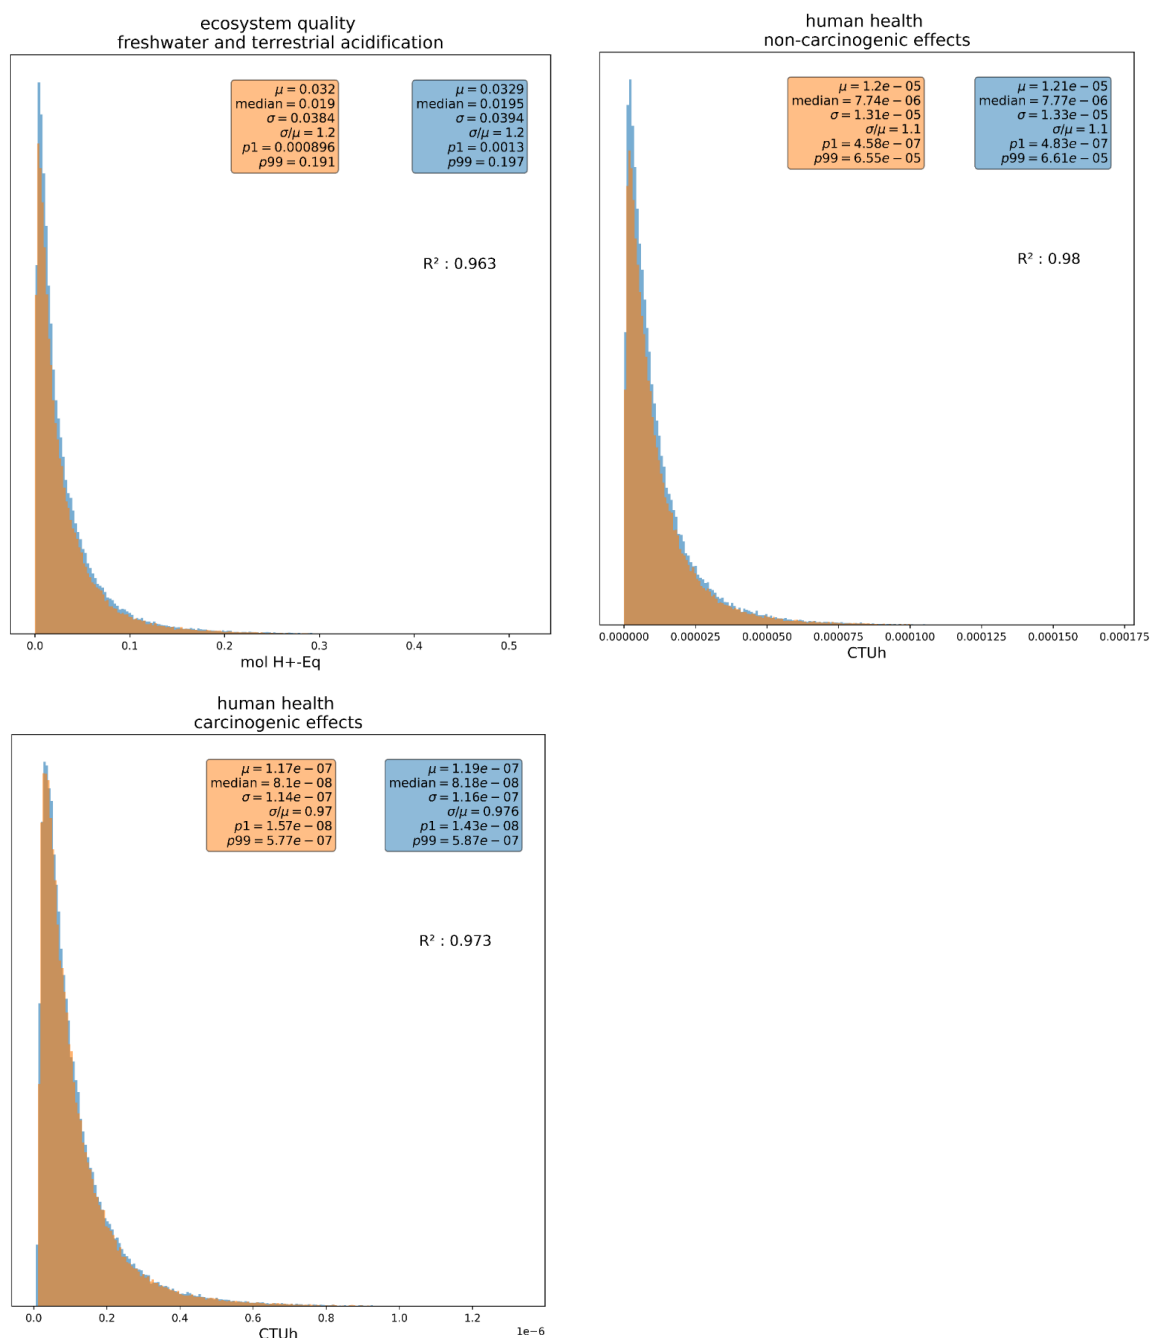 ecosystem quality
freshwater and terrestrial acidification
μ = 0.032
median = 0.019
σ = 0.0384
σ/μ = 1.2
p1 = 0.000896
p99 = 0.191
μ = 0.0329
median = 0.0195
σ = 0.0394
σ/μ = 1.2
p1 = 0.0013
p99 = 0.197
R² : 0.963
0.0 0.1 0.2 0.3 0.4 0.5
mol H+-Eq
human health
non-carcinogenic effects
μ = 1.2e − 05
median = 7.74e − 06
σ = 1.31e − 05
σ/μ = 1.1
p1 = 4.58e − 07
p99 = 6.55e − 05
μ = 1.21e − 05
median = 7.77e − 06
σ = 1.33e − 05
σ/μ = 1.1
p1 = 4.83e − 07
p99 = 6.61e − 05
R² : 0.98
0.000000 0.000025 0.000050 0.000075 0.000100 0.000125 0.000150 0.000175
CTUh
human health
carcinogenic effects
μ = 1.17e − 07
median = 8.1e − 08
σ = 1.14e − 07
σ/μ = 0.97
p1 = 1.57e − 08
p99 = 5.77e − 07
μ = 1.19e − 07
median = 8.18e − 08
σ = 1.16e − 07
σ/μ = 0.976
p1 = 1.43e − 08
p99 = 5.87e − 07
R² : 0.973
0.0 0.2 0.4 0.6 0.8 1.0 1.2
CTUh
1e-6